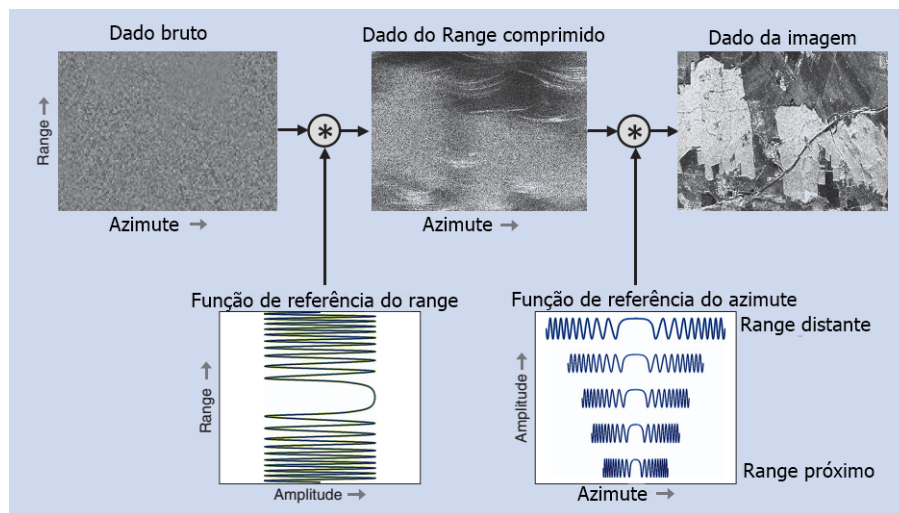 Dado bruto
Dado do Range comprimido
Dado da imagem
Range →
*
*
Azimute →
Azimute →
Função de referência do range
Função de referência do azimute
Range distante
Range →
Amplitude →
Range próximo
Amplitude →
Azimute →